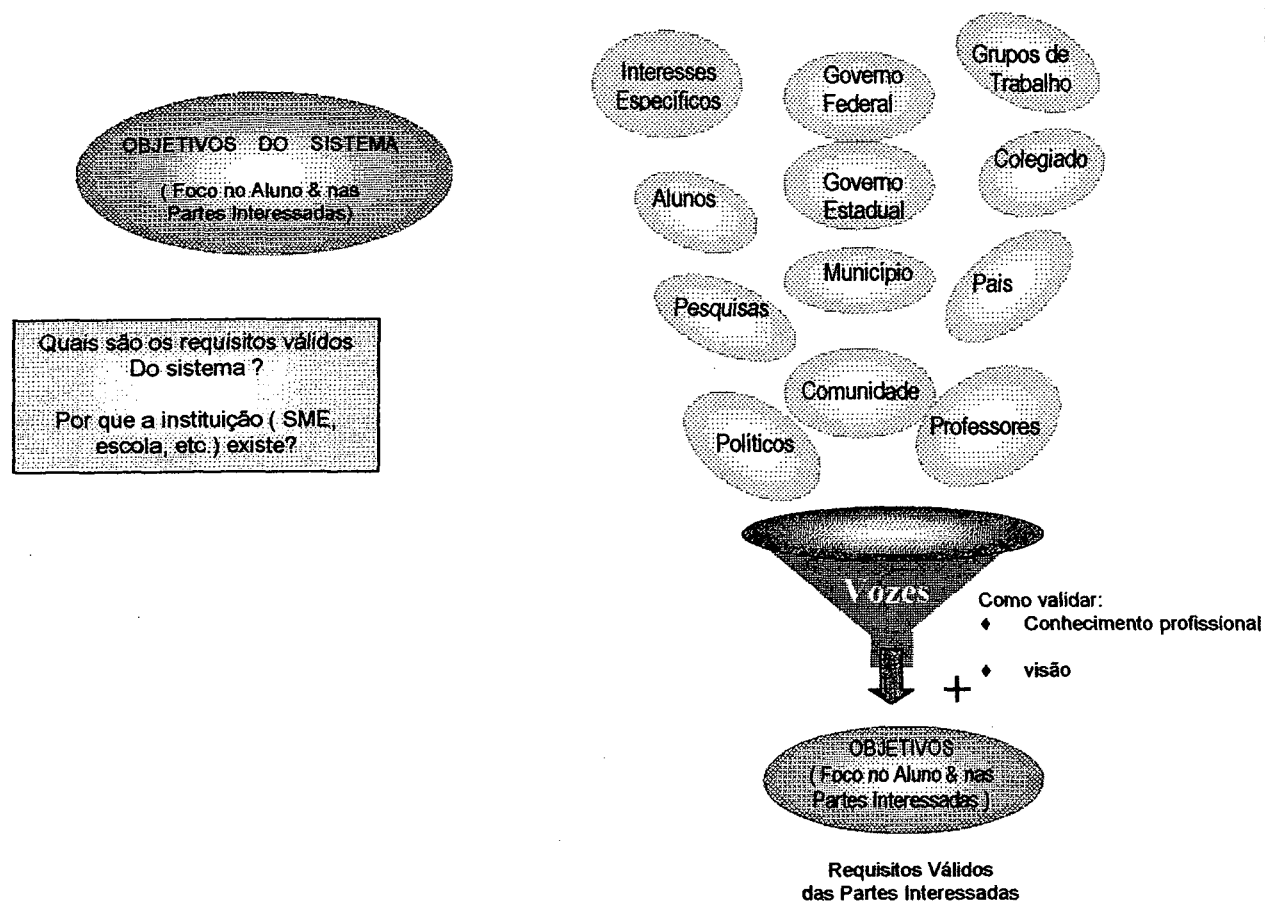 OBJETIVOS DO SISTEMA
( Foco no Aluno & nas
Partes Interessadas)
Quais são os requisitos válidos
Do sistema ?
Por que a instituição ( SME,
escola, etc.) existe?
Interesses
Específicos
Governo
Federal
Grupos de
Trabalho
Alunos
Governo
Estadual
Colegiado
Pesquisas
Município
Pais
Políticos
Comunidade
Professores
Vozes
Como validar:
♦ Conhecimento profissional
♦ visão
+
OBJETIVOS
( Foco no Aluno & nas
Partes Interessadas )
Requisitos Válidos
das Partes Interessadas